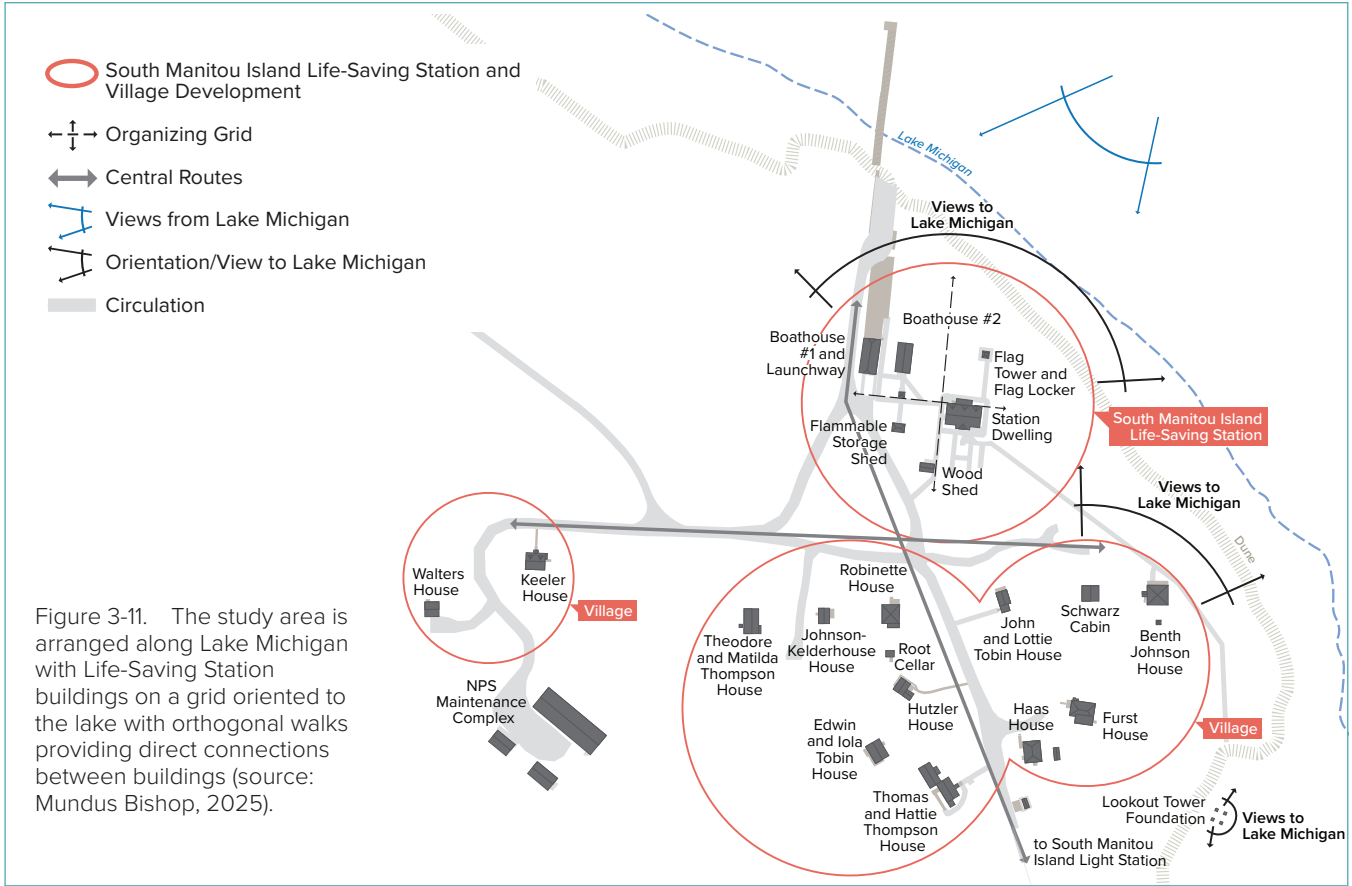 South Manitou Island Life-Saving Station and
Village Development
Organizing Grid
Central Routes
Views from Lake Michigan
Orientation/View to Lake Michigan
Circulation
Lake Michigan
Views to
Lake Michigan
Boathouse #2
Boathouse
#1 and
Launchway
Flag
Tower and
Flag Locker
Station
Dwelling
Flammable
Storage
Shed
Wood
Shed
South Manitou Island
Life-Saving Station
Views to
Lake Michigan
Dune
Walters
House
Keeler
House
Village
NPS
Maintenance
Complex
Theodore
and Matilda
Thompson
House
Johnson-
Kelderhouse
House
Robinette
House
Root
Cellar
Hutzler
House
Edwin
and Iola
Tobin
House
Thomas
and Hattie
Thompson
House
John
and Lottie
Tobin House
Schwarz
Cabin
Benth
Johnson
House
Haas
House
Furst
House
Village
Lookout Tower
Foundation
Views to
Lake Michigan
to South Manitou
Island Light Station
Figure 3-11. The study area is
arranged along Lake Michigan
with Life-Saving Station
buildings on a grid oriented to
the lake with orthogonal walks
providing direct connections
between buildings (source:
Mundus Bishop, 2025).